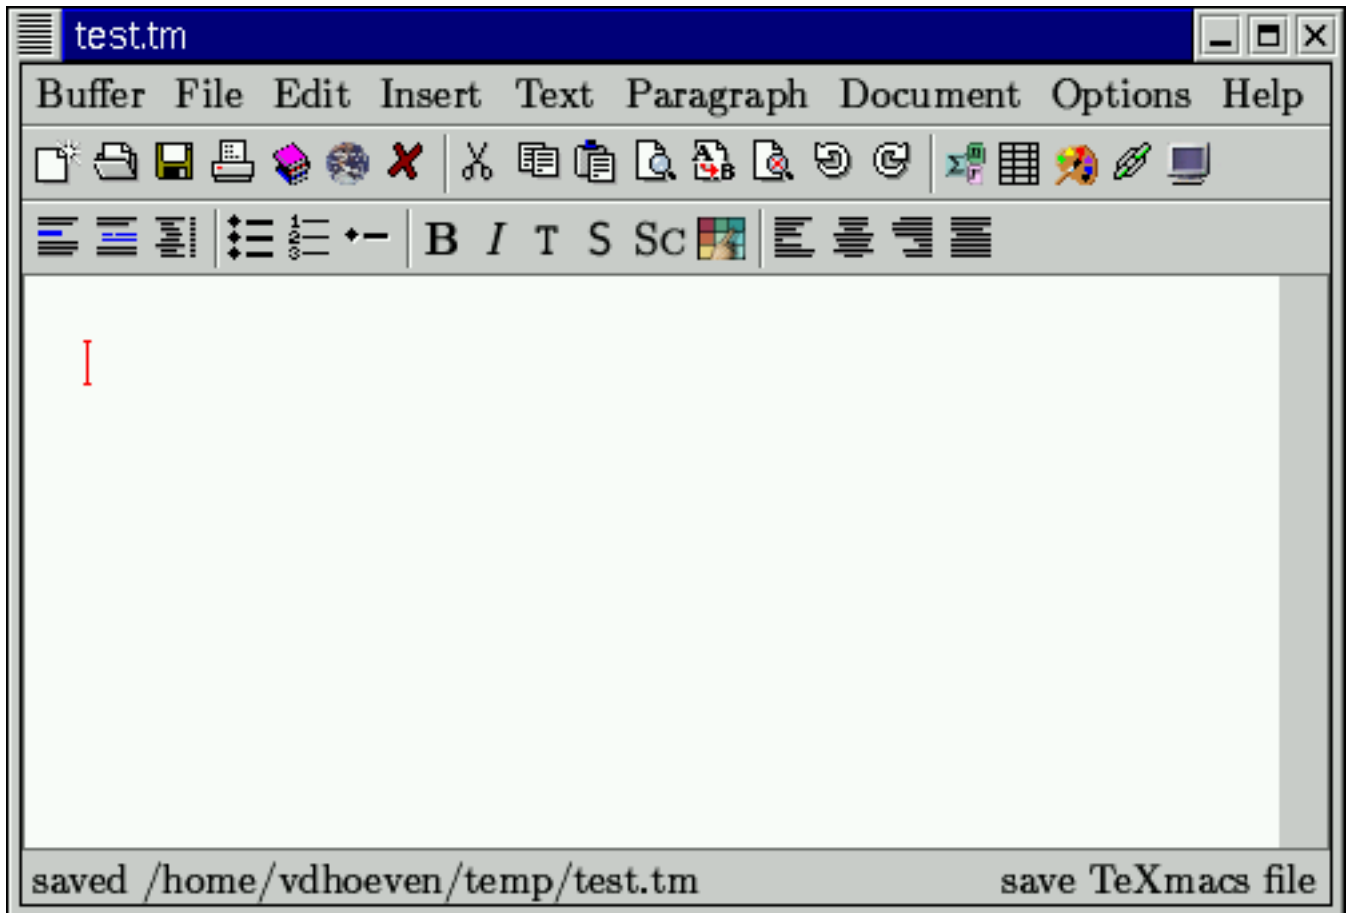 test.tm
Buffer File Edit Insert Text Paragraph Document Options Help
B I T S SC
saved /home/vdhoeven/temp/test.tm save TeXmacs file